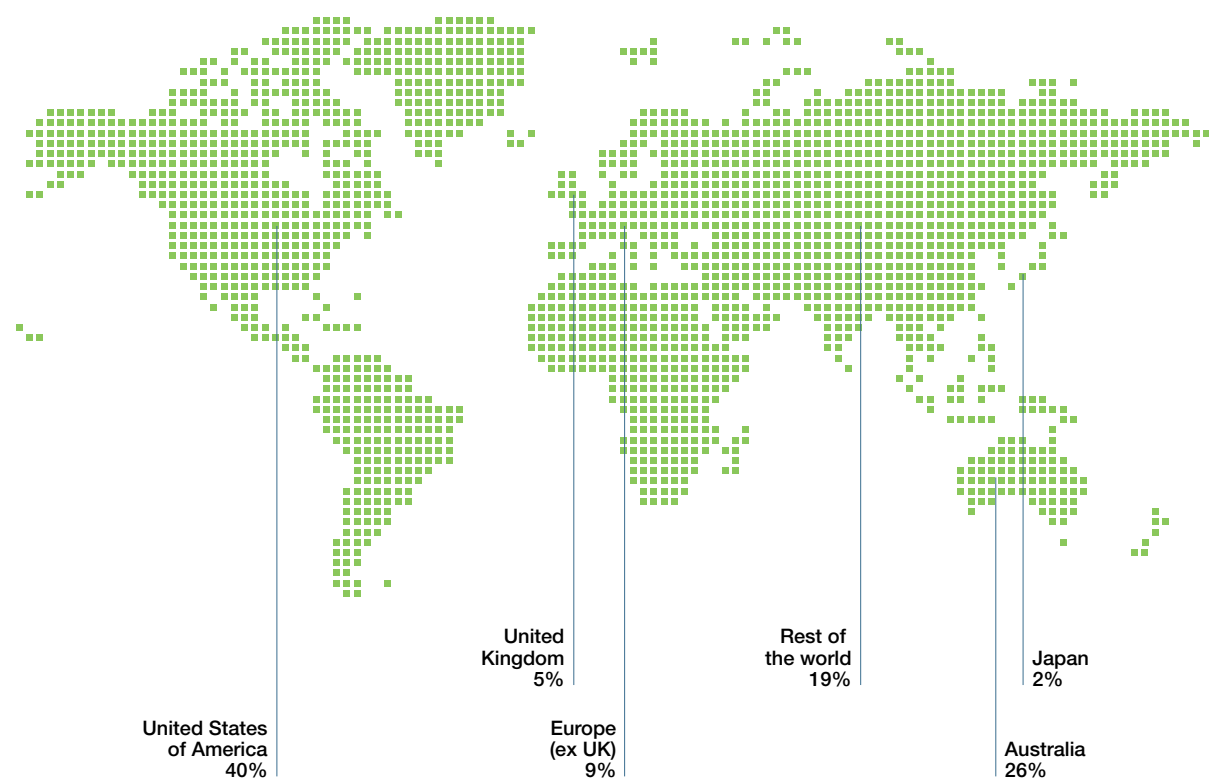 United
Kingdom
5%
Rest of
the world
19%
Japan
2%
United States
of America
40%
Europe
(ex UK)
9%
Australia
26%